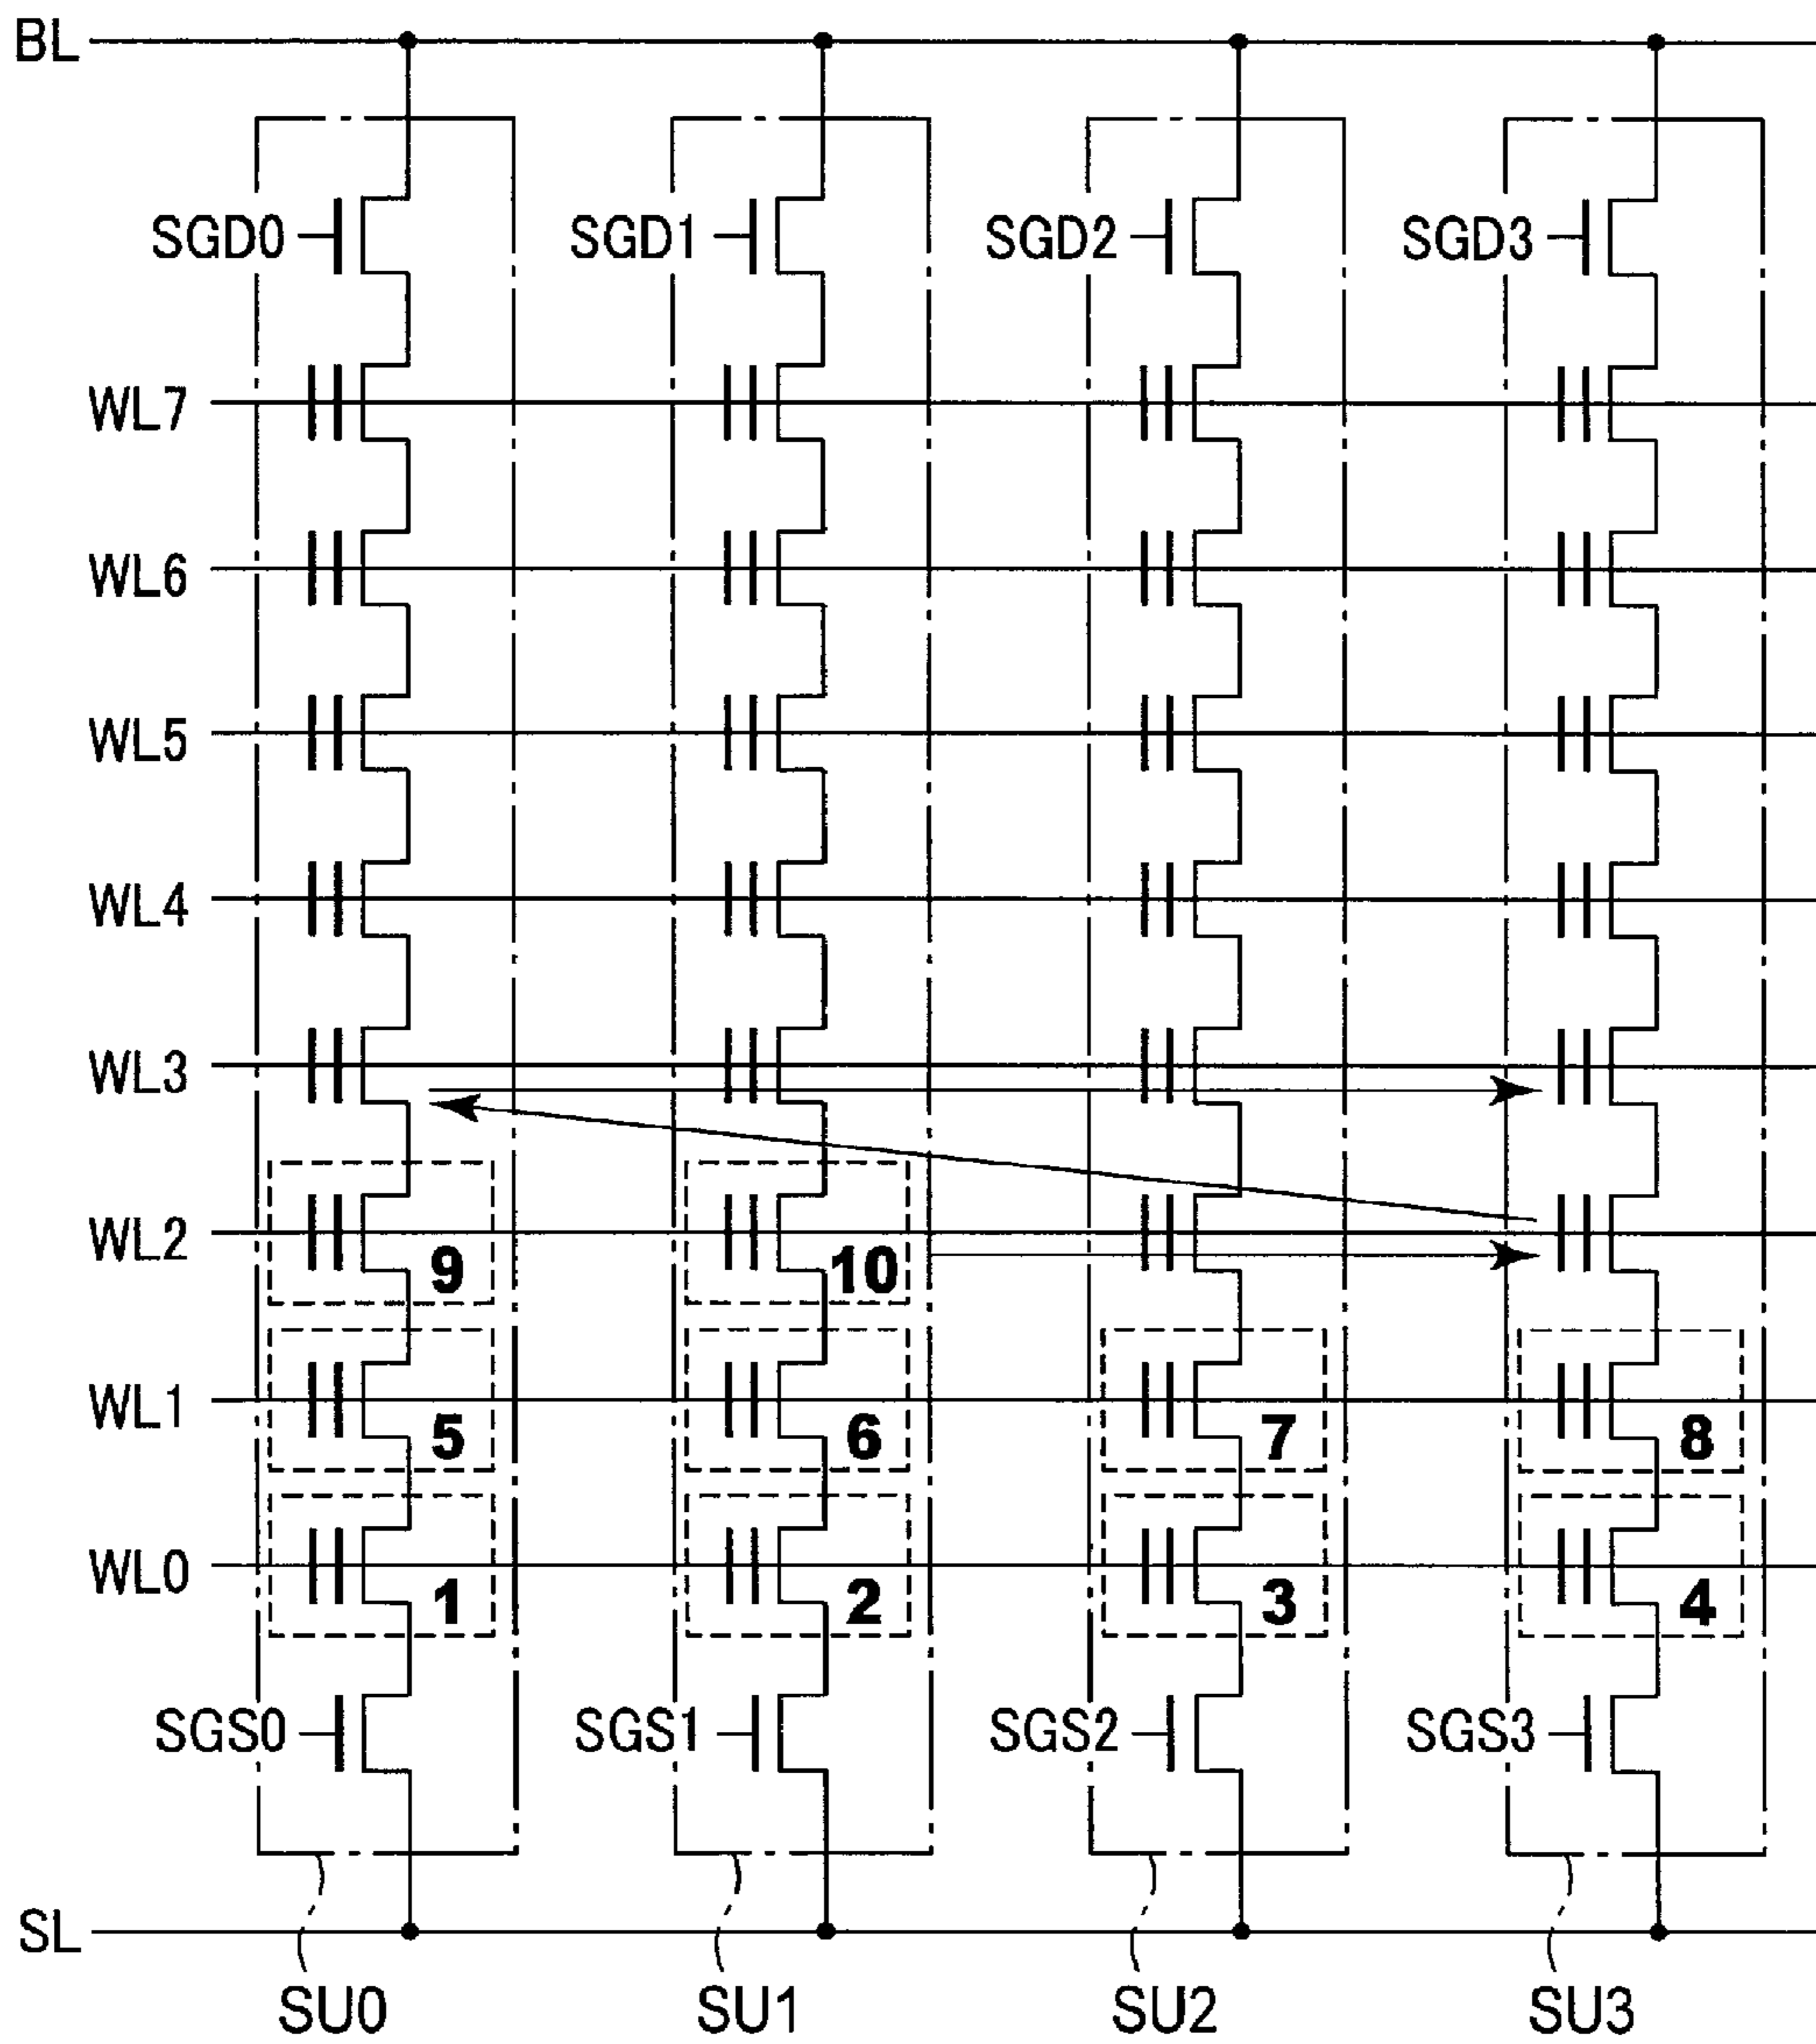 BL
SGD0 SGD1 SGD2 SGD3
WL7
WL6
WL5
WL4
WL3
WL2 9 10
WL1 5 6 7 8
WL0 1 2 3 4
SGS0 SGS1 SGS2 SGS3
SL
SU0 SU1 SU2 SU3